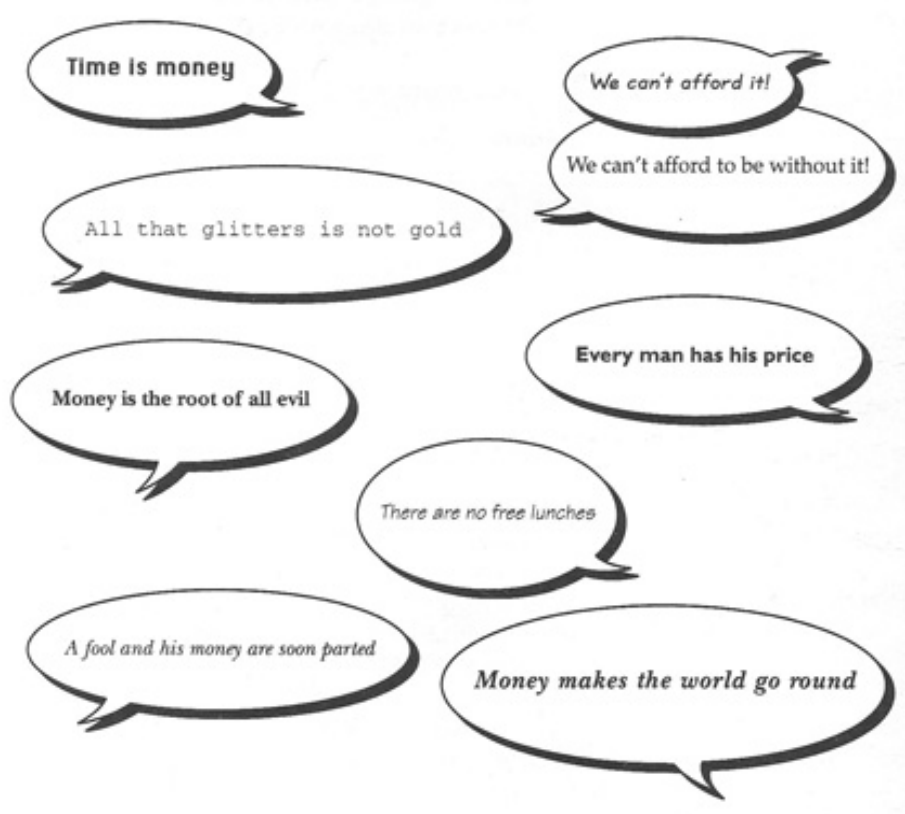 Time is money
We can't afford it!
We can't afford to be without it!
All that glitters is not gold
Every man has his price
Money is the root of all evil
There are no free lunches
A fool and his money are soon parted
Money makes the world go round